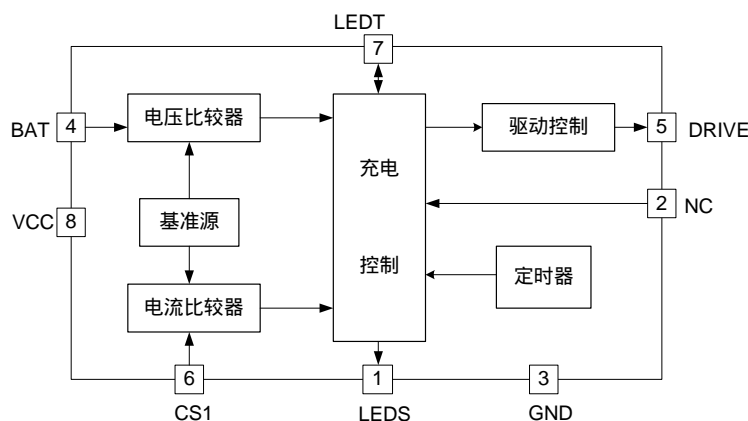 LEDT
7
BAT
4
电压比较器
驱动控制
5
DRIVE
充电
2
NC
VCC
8
基准源
控制
定时器
电流比较器
6
1
3
CS1
LEDS
GND